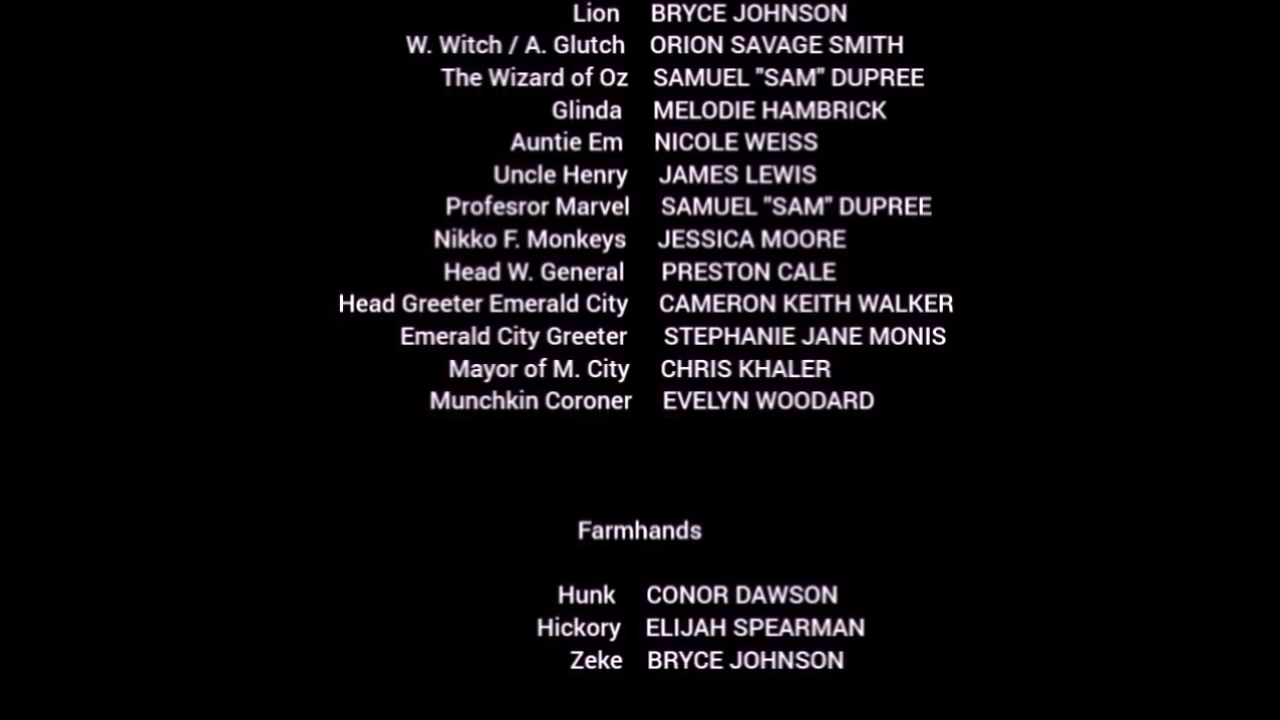 Lion BRYCE JOHNSON
W. Witch / A. Glutch ORION SAVAGE SMITH
The Wizard of Oz SAMUEL "SAM" DUPREE
Glinda MELODIE HAMBRICK
Auntie Em NICOLE WEISS
Uncle Henry JAMES LEWIS
Profesror Marvel SAMUEL "SAM" DUPREE
Nikko F. Monkeys JESSICA MOORE
Head W. General PRESTON CALE
Head Greeter Emerald City CAMERON KEITH WALKER
Emerald City Greeter STEPHANIE JANE MONIS
Mayor of M. City CHRIS KHALER
Munchkin Coroner EVELYN WOODARD
Farmhands
Hunk CONOR DAWSON
Hickory ELIJAH SPEARMAN
Zeke BRYCE JOHNSON